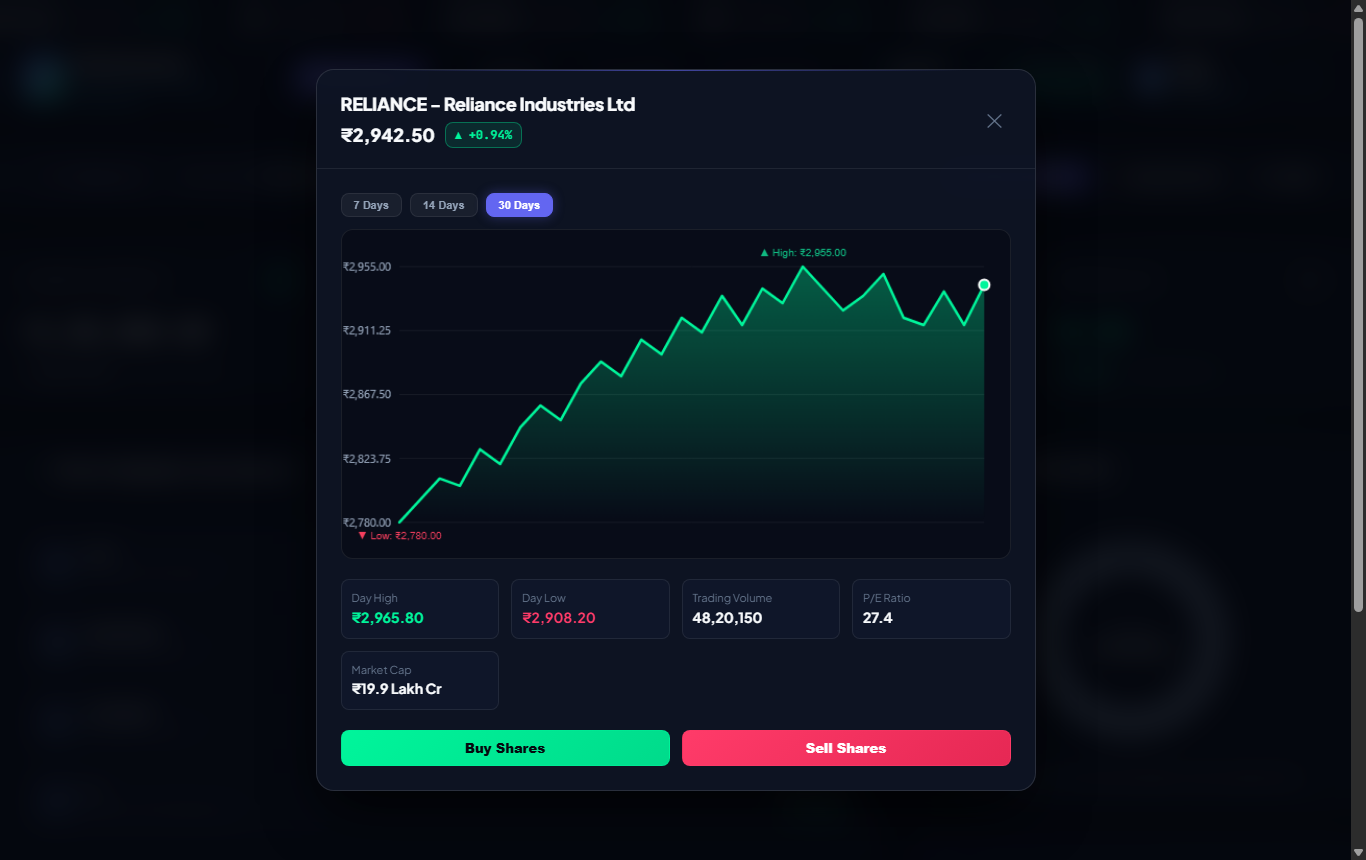 RELIANCE – Reliance Industries Ltd
₹2,942.50 ▲ +0.94%
7 Days 14 Days 30 Days
▲ High: ₹2,955.00
₹2,955.00
₹2,911.25
₹2,867.50
₹2,823.75
₹2,780.00
▼ Low: ₹2,780.00
Day High Day Low Trading Volume P/E Ratio
₹2,965.80 ₹2,908.20 48,20,150 27.4
Market Cap
₹19.9 Lakh Cr
Buy Shares Sell Shares